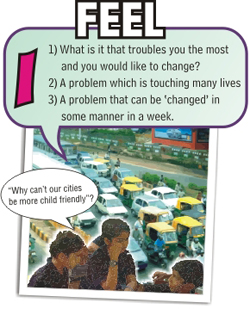 FEEL
1) What is it that troubles you the most
and you would like to change?
2) A problem which is touching many lives
3) A problem that can be 'changed' in
some manner in a week.
"Why can't our cities
be more child friendly"?